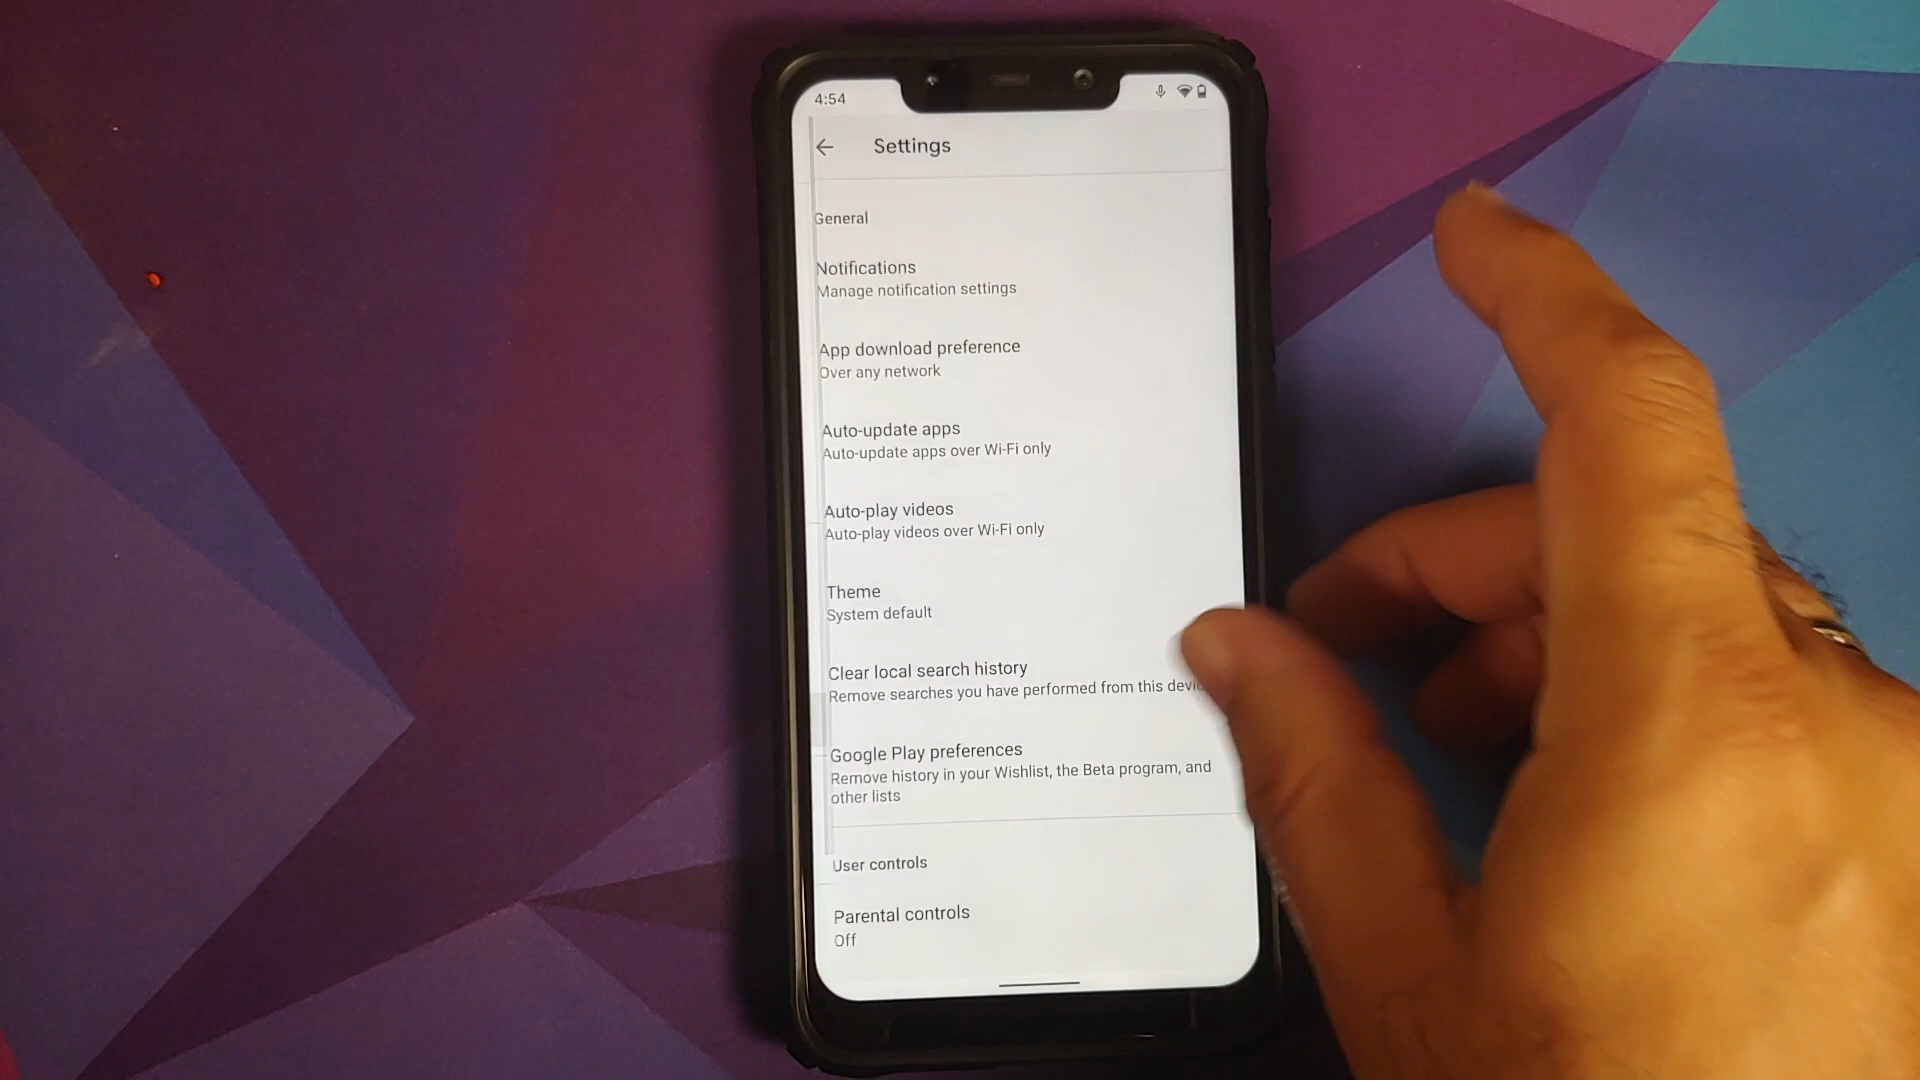 4:54
Settings
General
Notifications
Manage notification settings
App download preference
Over any network
Auto-update apps
Auto-update apps over Wi-Fi only
Auto-play videos
Auto-play videos over Wi-Fi only
Theme
System default
Clear local search history
Remove searches you have performed from this
Google Play preferences
Remove history in your Wishlist, the Beta program, and
other lists
User controls
Parental controls
Off